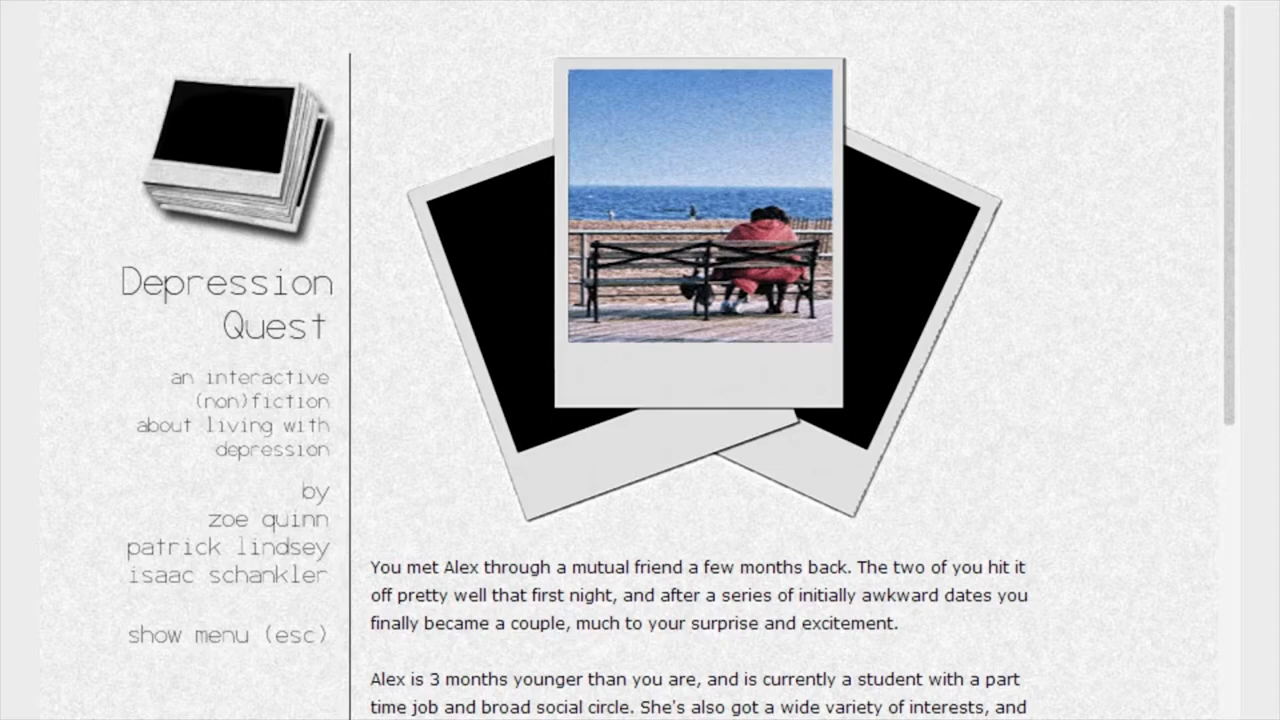 Depression
Quest
an interactive
(non)fiction
about living with
depression
by
zoe quinn
patrick lindsey
isaac schankler
show menu (esc)
You met Alex through a mutual friend a few months back. The two of you hit it
off pretty well that first night, and after a series of initially awkward dates you
finally became a couple, much to your surprise and excitement.
Alex is 3 months younger than you are, and is currently a student with a part
time job and broad social circle. She's also got a wide variety of interests, and